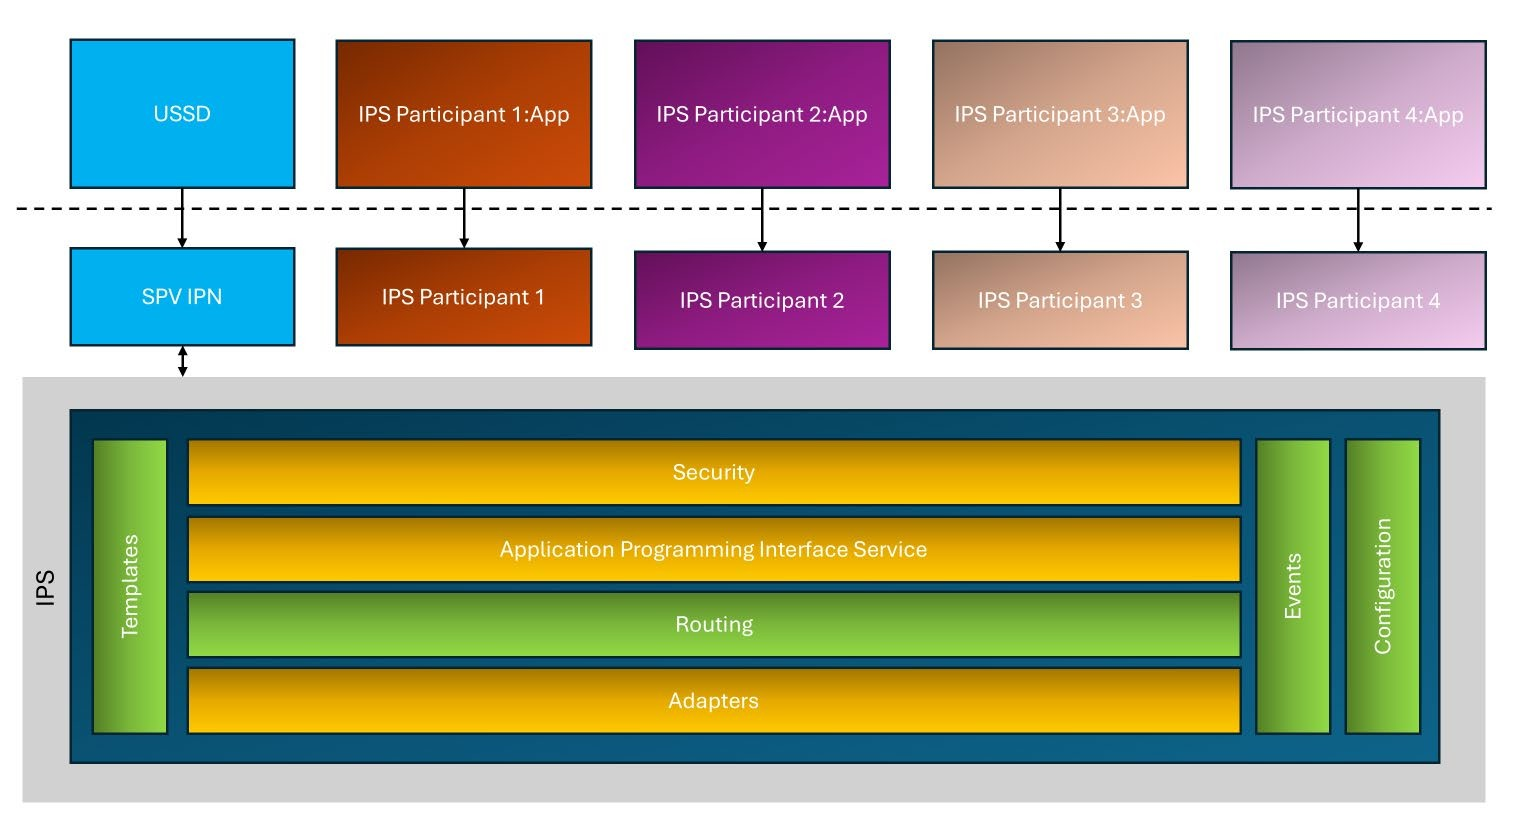 USSD
IPS Participant 1:App
IPS Participant 2:App
IPS Participant 3:App
IPS Participant 4:App
SPV IPN
IPS Participant 1
IPS Participant 2
IPS Participant 3
IPS Participant 4
IPS
Templates
Security
Application Programming Interface Service
Routing
Adapters
Events
Configuration